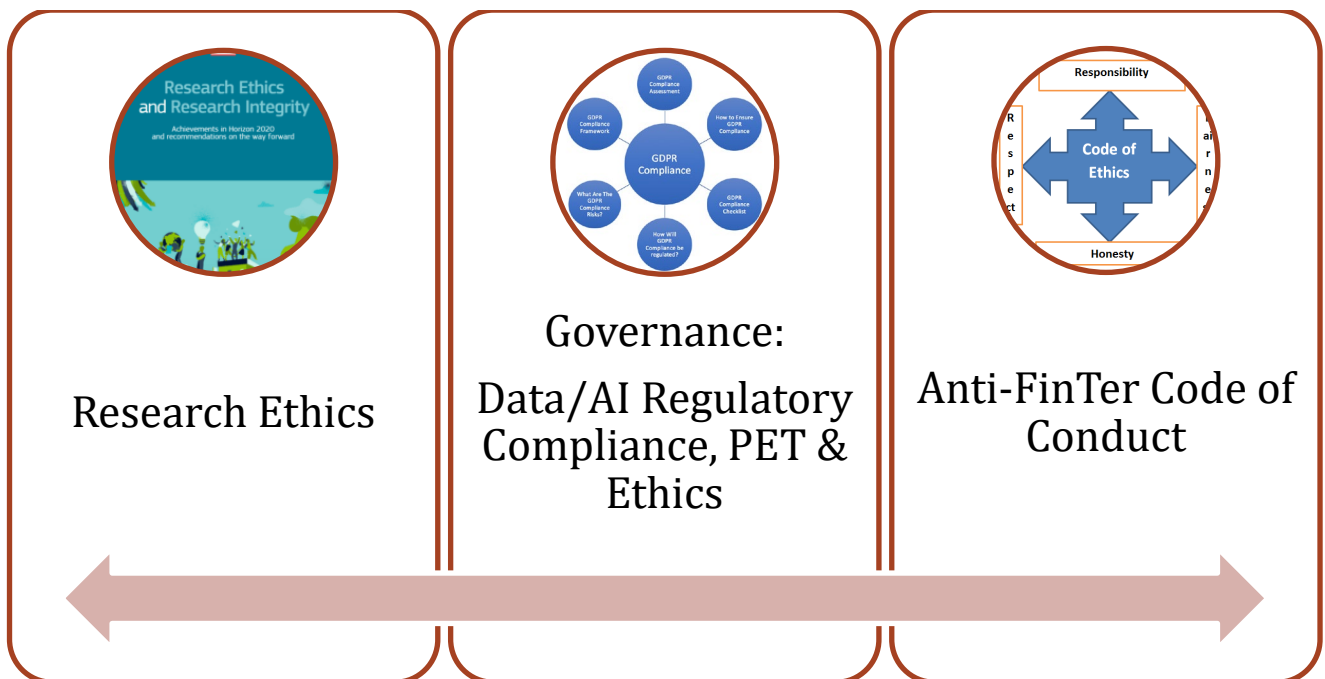 Research Ethics
and Research Integrity
Achievements in Horizon 2020
and recommendations on the way forward
Research Ethics
GDPR
Compliance
Assessment
How to Ensure
GDPR
Compliance
GDPR
Compliance
Checklist
How Will
GDPR
Compliance be
regulated?
What Are The
GDPR
Compliance
Risks?
GDPR
Compliance
Framework
GDPR
Compliance
Governance:
Data/AI Regulatory
Compliance, PET &
Ethics
Responsibility
Respect
Code of
Ethics
Honesty
Anti-FinTer Code of
Conduct